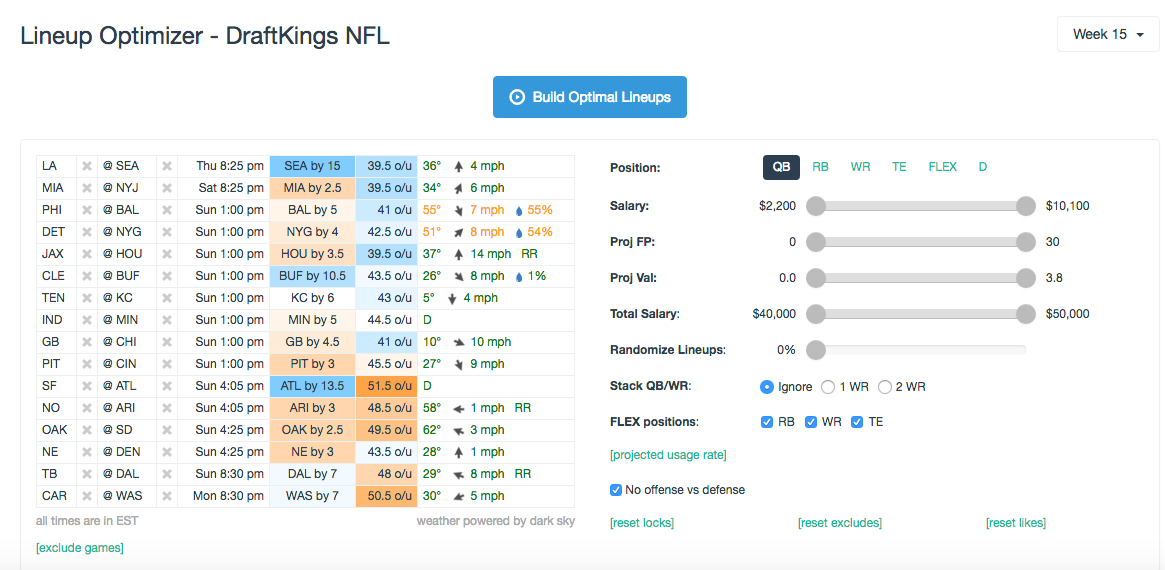 Lineup Optimizer - DraftKings NFL
Week 15
Build Optimal Lineups
LA @ SEA Thu 8:25 pm SEA by 15 39.5 o/u 36° 4 mph
MIA @ NYJ Sat 8:25 pm MIA by 2.5 39.5 o/u 34° 6 mph
PHI @ BAL Sun 1:00 pm BAL by 5 41 o/u 55° 7 mph 55%
DET @ NYG Sun 1:00 pm NYG by 4 42.5 o/u 51° 8 mph 54%
JAX @ HOU Sun 1:00 pm HOU by 3.5 39.5 o/u 37° 14 mph RR
CLE @ BUF Sun 1:00 pm BUF by 10.5 43.5 o/u 26° 8 mph 1%
TEN @ KC Sun 1:00 pm KC by 6 43 o/u 5° 4 mph
IND @ MIN Sun 1:00 pm MIN by 5 44.5 o/u D
GB @ CHI Sun 1:00 pm GB by 4.5 41 o/u 10° 10 mph
PIT @ CIN Sun 1:00 pm PIT by 3 45.5 o/u 27° 9 mph
SF @ ATL Sun 4:05 pm ATL by 13.5 51.5 o/u D
NO @ ARI Sun 4:05 pm ARI by 3 48.5 o/u 58° 1 mph RR
OAK @ SD Sun 4:25 pm OAK by 2.5 49.5 o/u 62° 3 mph
NE @ DEN Sun 4:25 pm NE by 3 43.5 o/u 28° 1 mph
TB @ DAL Sun 8:30 pm DAL by 7 48 o/u 29° 8 mph RR
CAR @ WAS Mon 8:30 pm WAS by 7 50.5 o/u 30° 5 mph
all times are in EST weather powered by dark sky
[exclude games]
Position: QB RB WR TE FLEX D
Salary: $2,200 $10,100
Proj FP: 0 30
Proj Val: 0.0 3.8
Total Salary: $40,000 $50,000
Randomize Lineups: 0%
Stack QB/WR: Ignore 1 WR 2 WR
FLEX positions: RB WR TE
[projected usage rate]
No offense vs defense
[reset locks] [reset excludes] [reset likes]